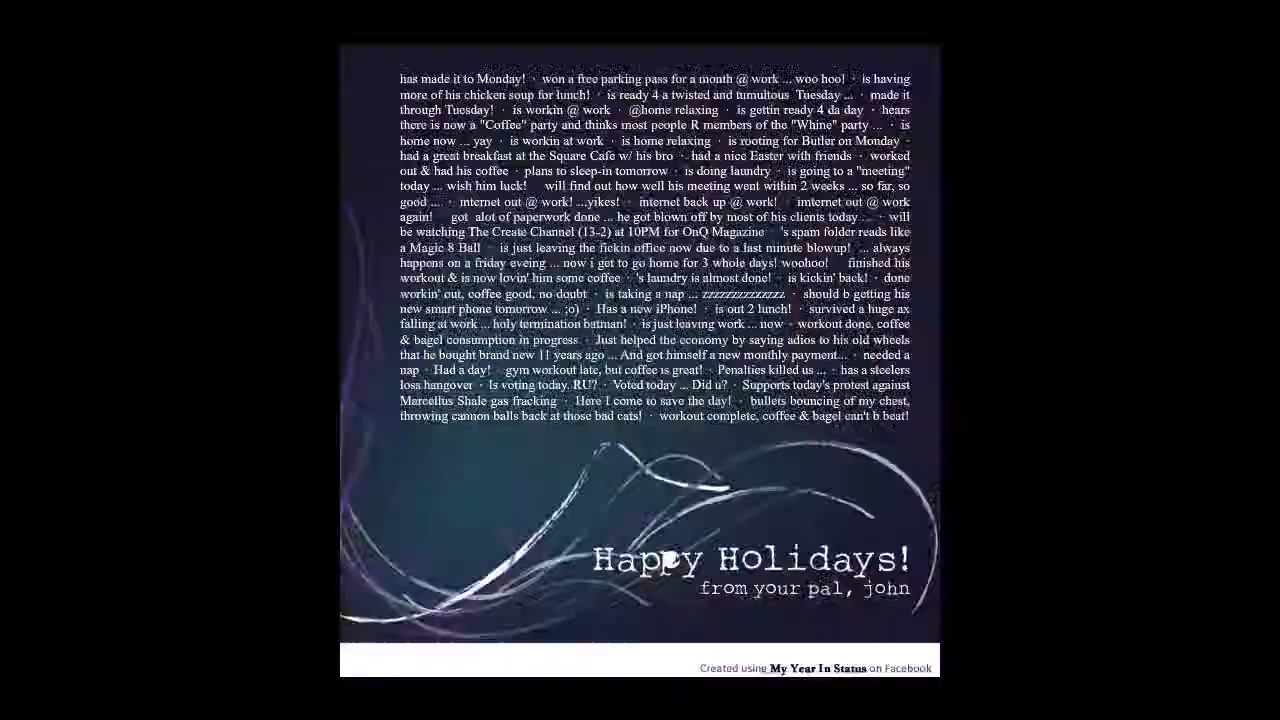 has made it to Monday! · won a free parking pass for a month @ work ... woo hoo! · is having
more of his chicken soup for lunch! · is ready 4 a twisted and tumultous Tuesday ... · made it
through Tuesday! · is workin @ work · @home relaxing · is gettin ready 4 da day · hears
there is now a "Coffee" party and thinks most people R members of the "Whine" party ... · is
home now ... yay · is workin at work · is home relaxing · is rooting for Butler on Monday ·
had a great breakfast at the Square Cafe w/ his bro · had a nice Easter with friends · worked
out & had his coffee · plans to sleep-in tomorrow · is doing laundry · is going to a "meeting"
today ... wish him luck! · will find out how well his meeting went within 2 weeks ... so far, so
good .... · internet out @ work! ...yikes! · internet back up @ work! · imternet out @ work
again! · got alot of paperwork done ... he got blown off by most of his clients today ... · will
be watching The Create Channel (13-2) at 10PM for OnQ Magazine · 's spam folder reads like
a Magic 8 Ball · is just leaving the fickin office now due to a last minute blowup! ... always
happens on a friday eveing ... now i get to go home for 3 whole days! woohoo! · finished his
workout & is now lovin' him some coffee · 's laundry is almost done! · is kickin' back! · done
workin' out, coffee good, no doubt · is taking a nap ... zzzzzzzzzzzzzz · should b getting his
new smart phone tomorrow ... ;o) · Has a new iPhone! · is out 2 lunch! · survived a huge ax
falling at work ... holy termination batman! · is just leaving work ... now · workout done, coffee
& bagel consumption in progress · Just helped the economy by saying adios to his old wheels
that he bought brand new 11 years ago ... And got himself a new monthly payment... · needed a
nap · Had a day! · gym workout late, but coffee is great! · Penalties killed us ... · has a steelers
loss hangover · Is voting today. RU? · Voted today ... Did u? · Supports today's protest against
Marcellus Shale gas fracking · Here I come to save the day! · bullets bouncing of my chest,
throwing cannon balls back at those bad cats! · workout complete, coffee & bagel can't b beat!
Happy Holidays!
from your pal, john
Created using My Year In Status on Facebook